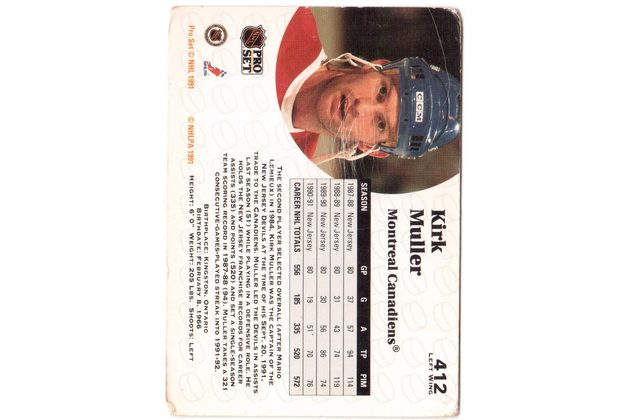 Kirk
Muller
412
LEFT WING
Montreal Canadiens®
CCM
PRO
SET
NHL
NHLPA
SEASON GP G A TP PIM
1987-88 New Jersey 80 37 57 94 114
1988-89 New Jersey 80 31 43 74 119
1989-90 New Jersey 80 30 56 86 74
1990-91 New Jersey 80 19 51* 70 76
CAREER NHL TOTALS 556 185 335 520 572
THE SECOND PLAYER SELECTED OVERALL (AFTER MARIO
LEMIEUX) IN 1984, KIRK MULLER WAS THE CAPTAIN OF THE
NEW JERSEY DEVILS AT THE TIME OF HIS SEPT. 20, 1991,
TRADE TO THE CANADIENS. MULLER LED THE DEVILS IN ASSISTS
LAST SEASON (51) WHILE PLAYING IN A DEFENSIVE ROLE. HE
HOLDS THE NEW JERSEY FRANCHISE RECORDS FOR CAREER
ASSISTS (335) AND POINTS (520) AND SET A SINGLE-SEASON
TEAM SCORING RECORD IN 1987-88 (94). MULLER TAKES A 321
CONSECUTIVE-GAMES-PLAYED STREAK INTO 1991-92.
BIRTHPLACE: KINGSTON, ONTARIO
BIRTHDATE: FEBRUARY 8, 1966
HEIGHT: 6' 0" WEIGHT: 205 LBS. SHOOTS: LEFT
Pro Set © NHL 1991 © NHLPA 1991